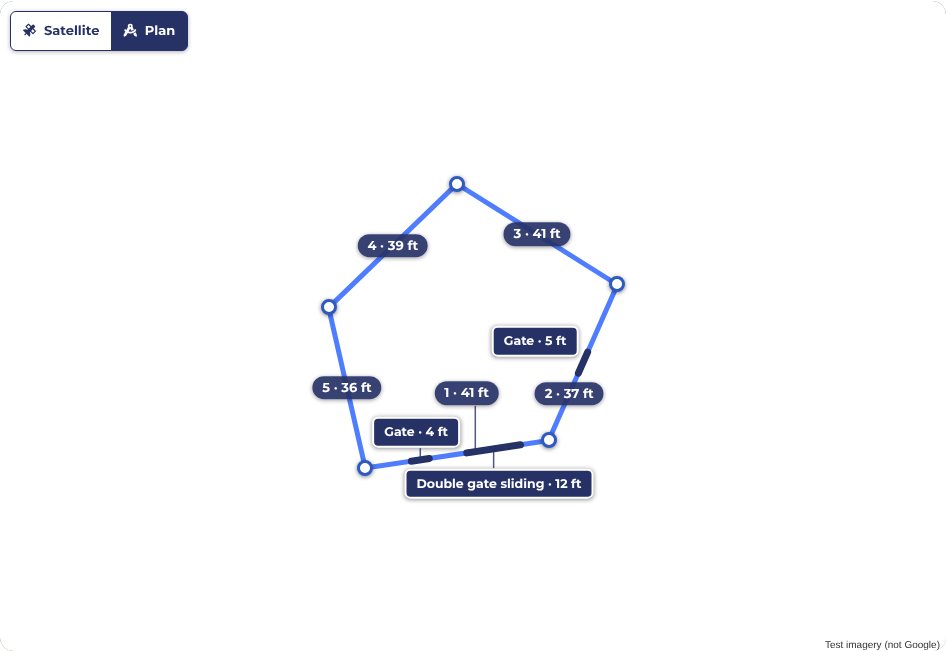 Satellite
Plan
3 · 41 ft
4 · 39 ft
Gate · 5 ft
5 · 36 ft
1 · 41 ft
2 · 37 ft
Gate · 4 ft
Double gate sliding · 12 ft
Test imagery (not Google)